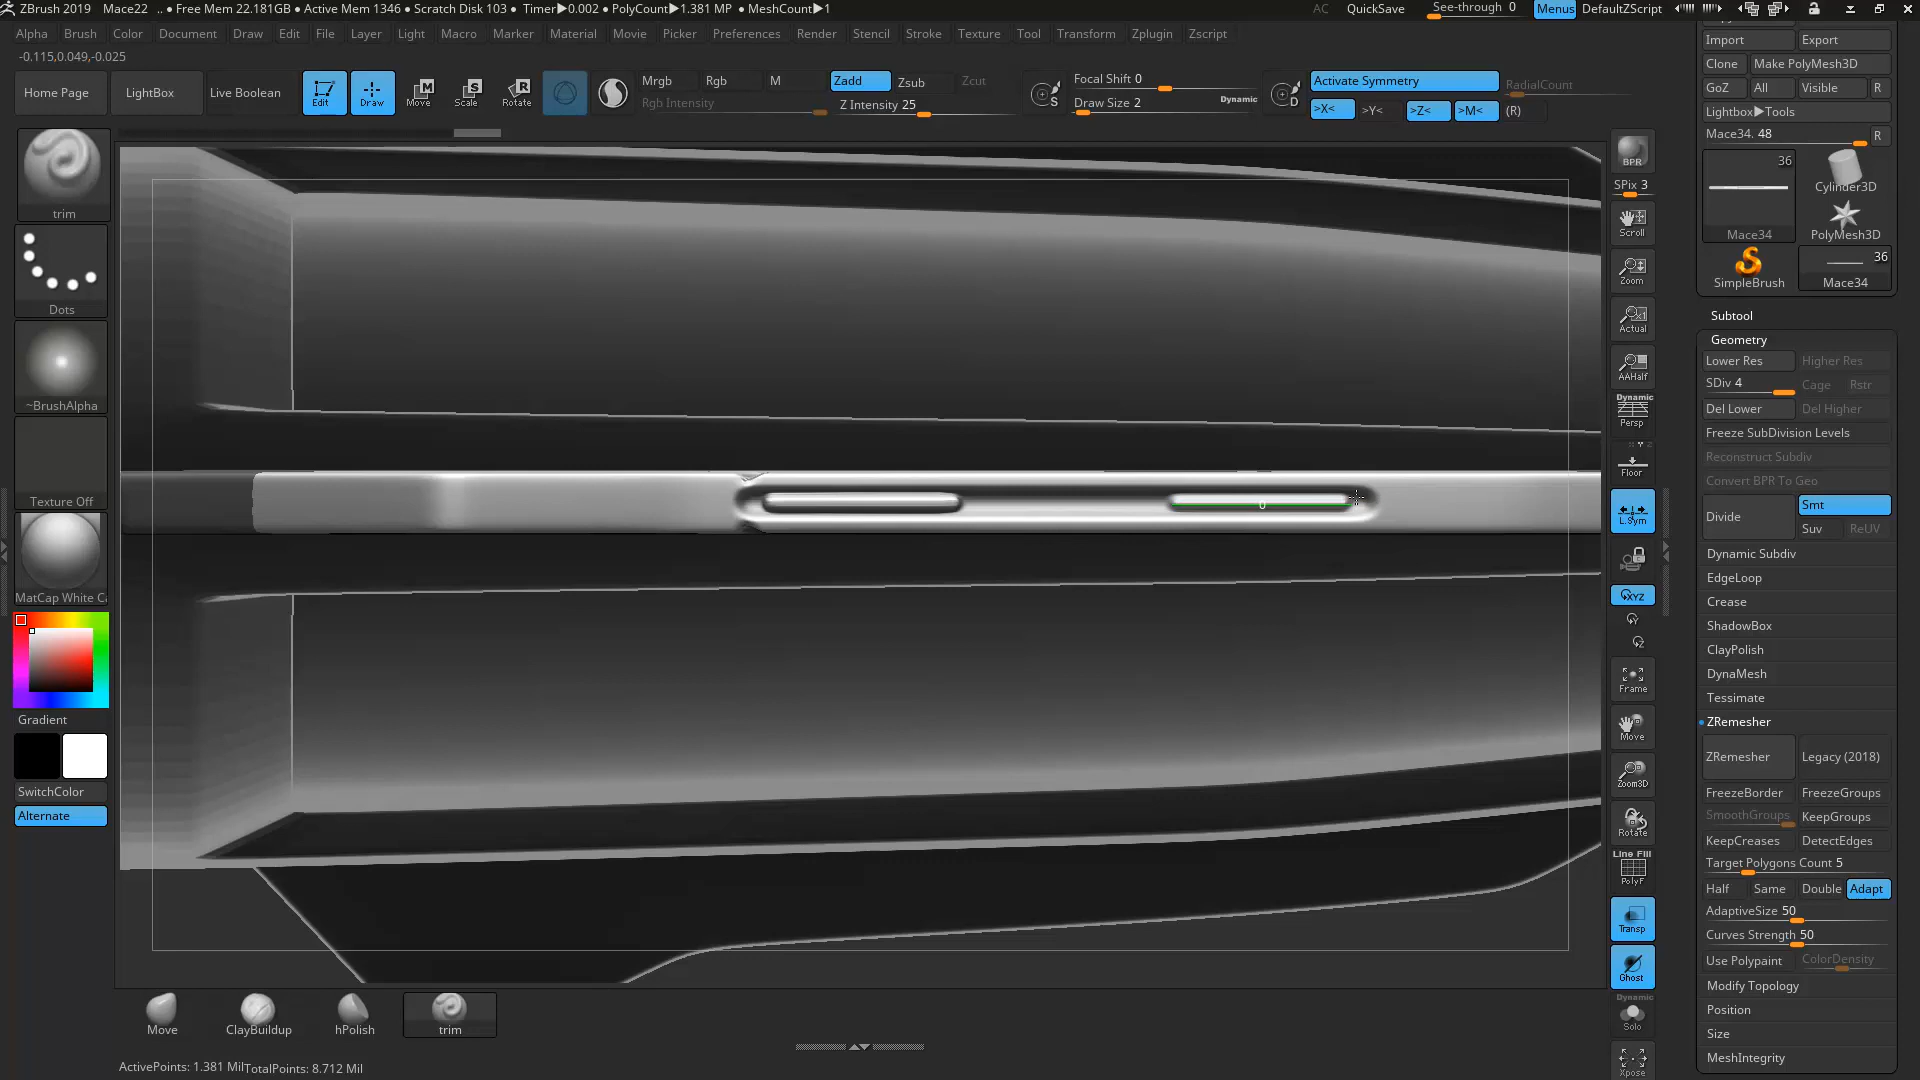 ZBrush 2019 Mace22 .. • Free Mem 22.181GB • Active Mem 1346 • Scratch Disk 103 • Timer▶0.002 • PolyCount▶1.381 MP • MeshCount▶1 AC QuickSave See-through 0 Menus DefaultZScript
Alpha Brush Color Document Draw Edit File Layer Light Macro Marker Material Movie Picker Preferences Render Stencil Stroke Texture Tool Transform Zplugin Zscript
-0.115,0.049,-0.025
Home Page LightBox Live Boolean Edit Draw Move Scale Rotate
Mrgb Rgb M Zadd Zsub Zcut
Rgb Intensity Z Intensity 25
S Focal Shift 0
Draw Size 2 Dynamic
D Activate Symmetry RadialCount
>X< >Y< >Z< >M< (R)
trim
Dots
~BrushAlpha
Texture Off
MatCap White Ca
Gradient
SwitchColor
Alternate
0
BPR
SPix 3
Scroll
Zoom
Actual
AAHalf
Dynamic
Persp
Floor
L.Sym
XYZ
Y
Z
Frame
Move
Zoom3D
Rotate
Line Fill
PolyF
Transp
Ghost
Dynamic
Solo
Xpose
Import Export
Clone Make PolyMesh3D
GoZ All Visible R
Lightbox▶Tools
Mace34. 48 R
36
Mace34
Cylinder3D
PolyMesh3D
SimpleBrush
36
Mace34
Subtool
Geometry
Lower Res Higher Res
SDiv 4 Cage Rstr
Del Lower Del Higher
Freeze SubDivision Levels
Reconstruct Subdiv
Convert BPR To Geo
Divide Smt
Suv ReUV
Dynamic Subdiv
EdgeLoop
Crease
ShadowBox
ClayPolish
DynaMesh
Tessimate
ZRemesher
ZRemesher Legacy (2018)
FreezeBorder FreezeGroups
SmoothGroups KeepGroups
KeepCreases DetectEdges
Target Polygons Count 5
Half Same Double Adapt
AdaptiveSize 50
Curves Strength 50
Use Polypaint ColorDensity
Modify Topology
Position
Size
MeshIntegrity
Move ClayBuildup hPolish trim
ActivePoints: 1.381 Mil TotalPoints: 8.712 Mil